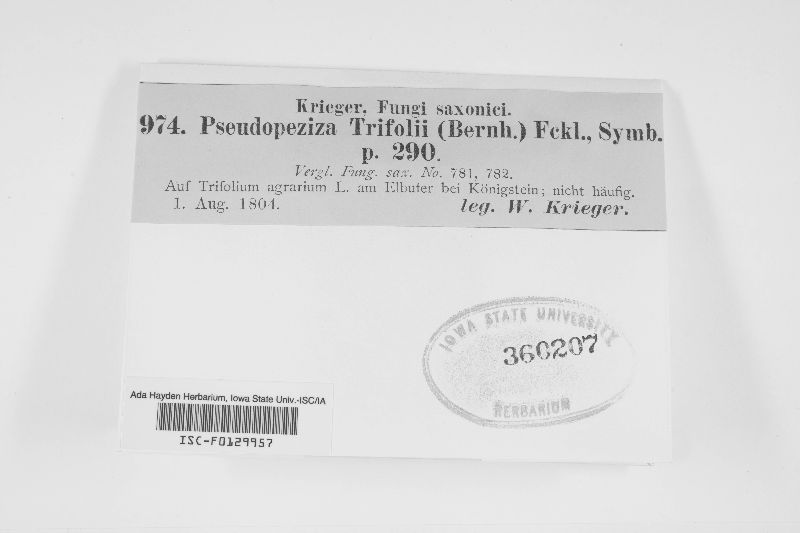 Krieger, Fungi saxonici.
974. Pseudopeziza Trifolii (Bernh.) Fckl., Symb.
p. 290.
Vergl. Fung. sax. No. 781, 782.
Auf Trifolium agrarium L. am Elbufer bei Königstein; nicht häufig.
1. Aug. 1804.
leg. W. Krieger.
IOWA STATE UNIVERSITY
360207
HERBARIUM
Ada Hayden Herbarium, Iowa State Univ.-ISC/IA
ISC-F0129957